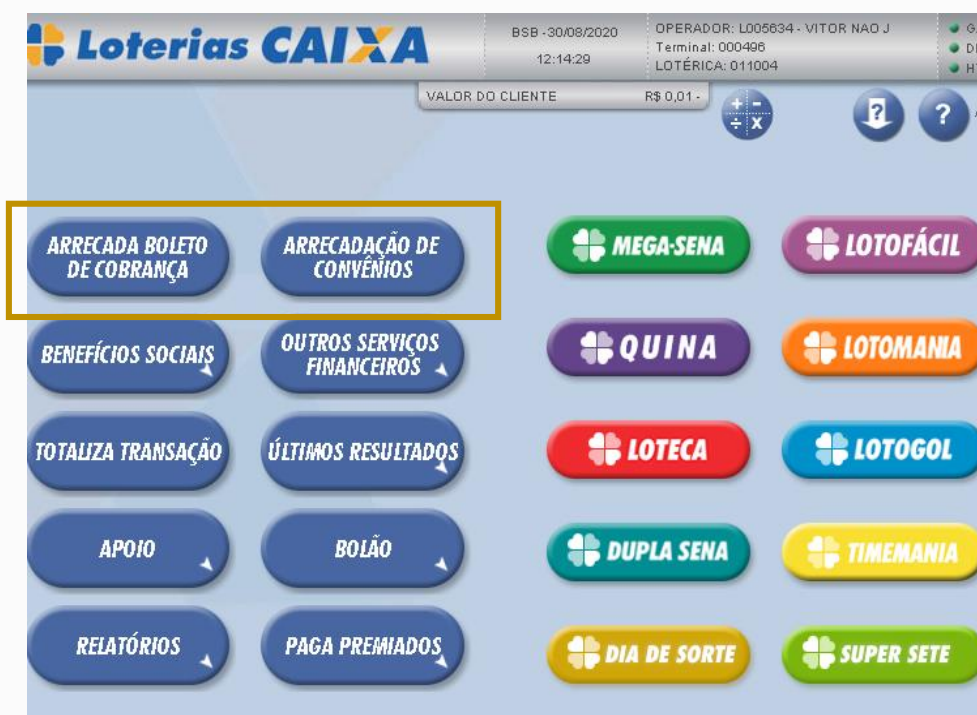 Loterias CAIXA
BSB -30/08/2020
12:14:29
OPERADOR: L005634 - VITOR NAO J
Terminal: 000496
LOTÉRICA: 011004
VALOR DO CLIENTE R$ 0,01 -
+ -
÷ x
?
?
ARRECADA BOLETO
DE COBRANÇA
ARRECADAÇÃO DE
CONVÊNIOS
MEGA-SENA
LOTOFÁCIL
BENEFÍCIOS SOCIAIS
OUTROS SERVIÇOS
FINANCEIROS
QUINA
LOTOMANIA
TOTALIZA TRANSAÇÃO
ÚLTIMOS RESULTADOS
LOTECA
LOTOGOL
APOIO
BOLÃO
DUPLA SENA
TIMEMANIA
RELATÓRIOS
PAGA PREMIADOS
DIA DE SORTE
SUPER SETE